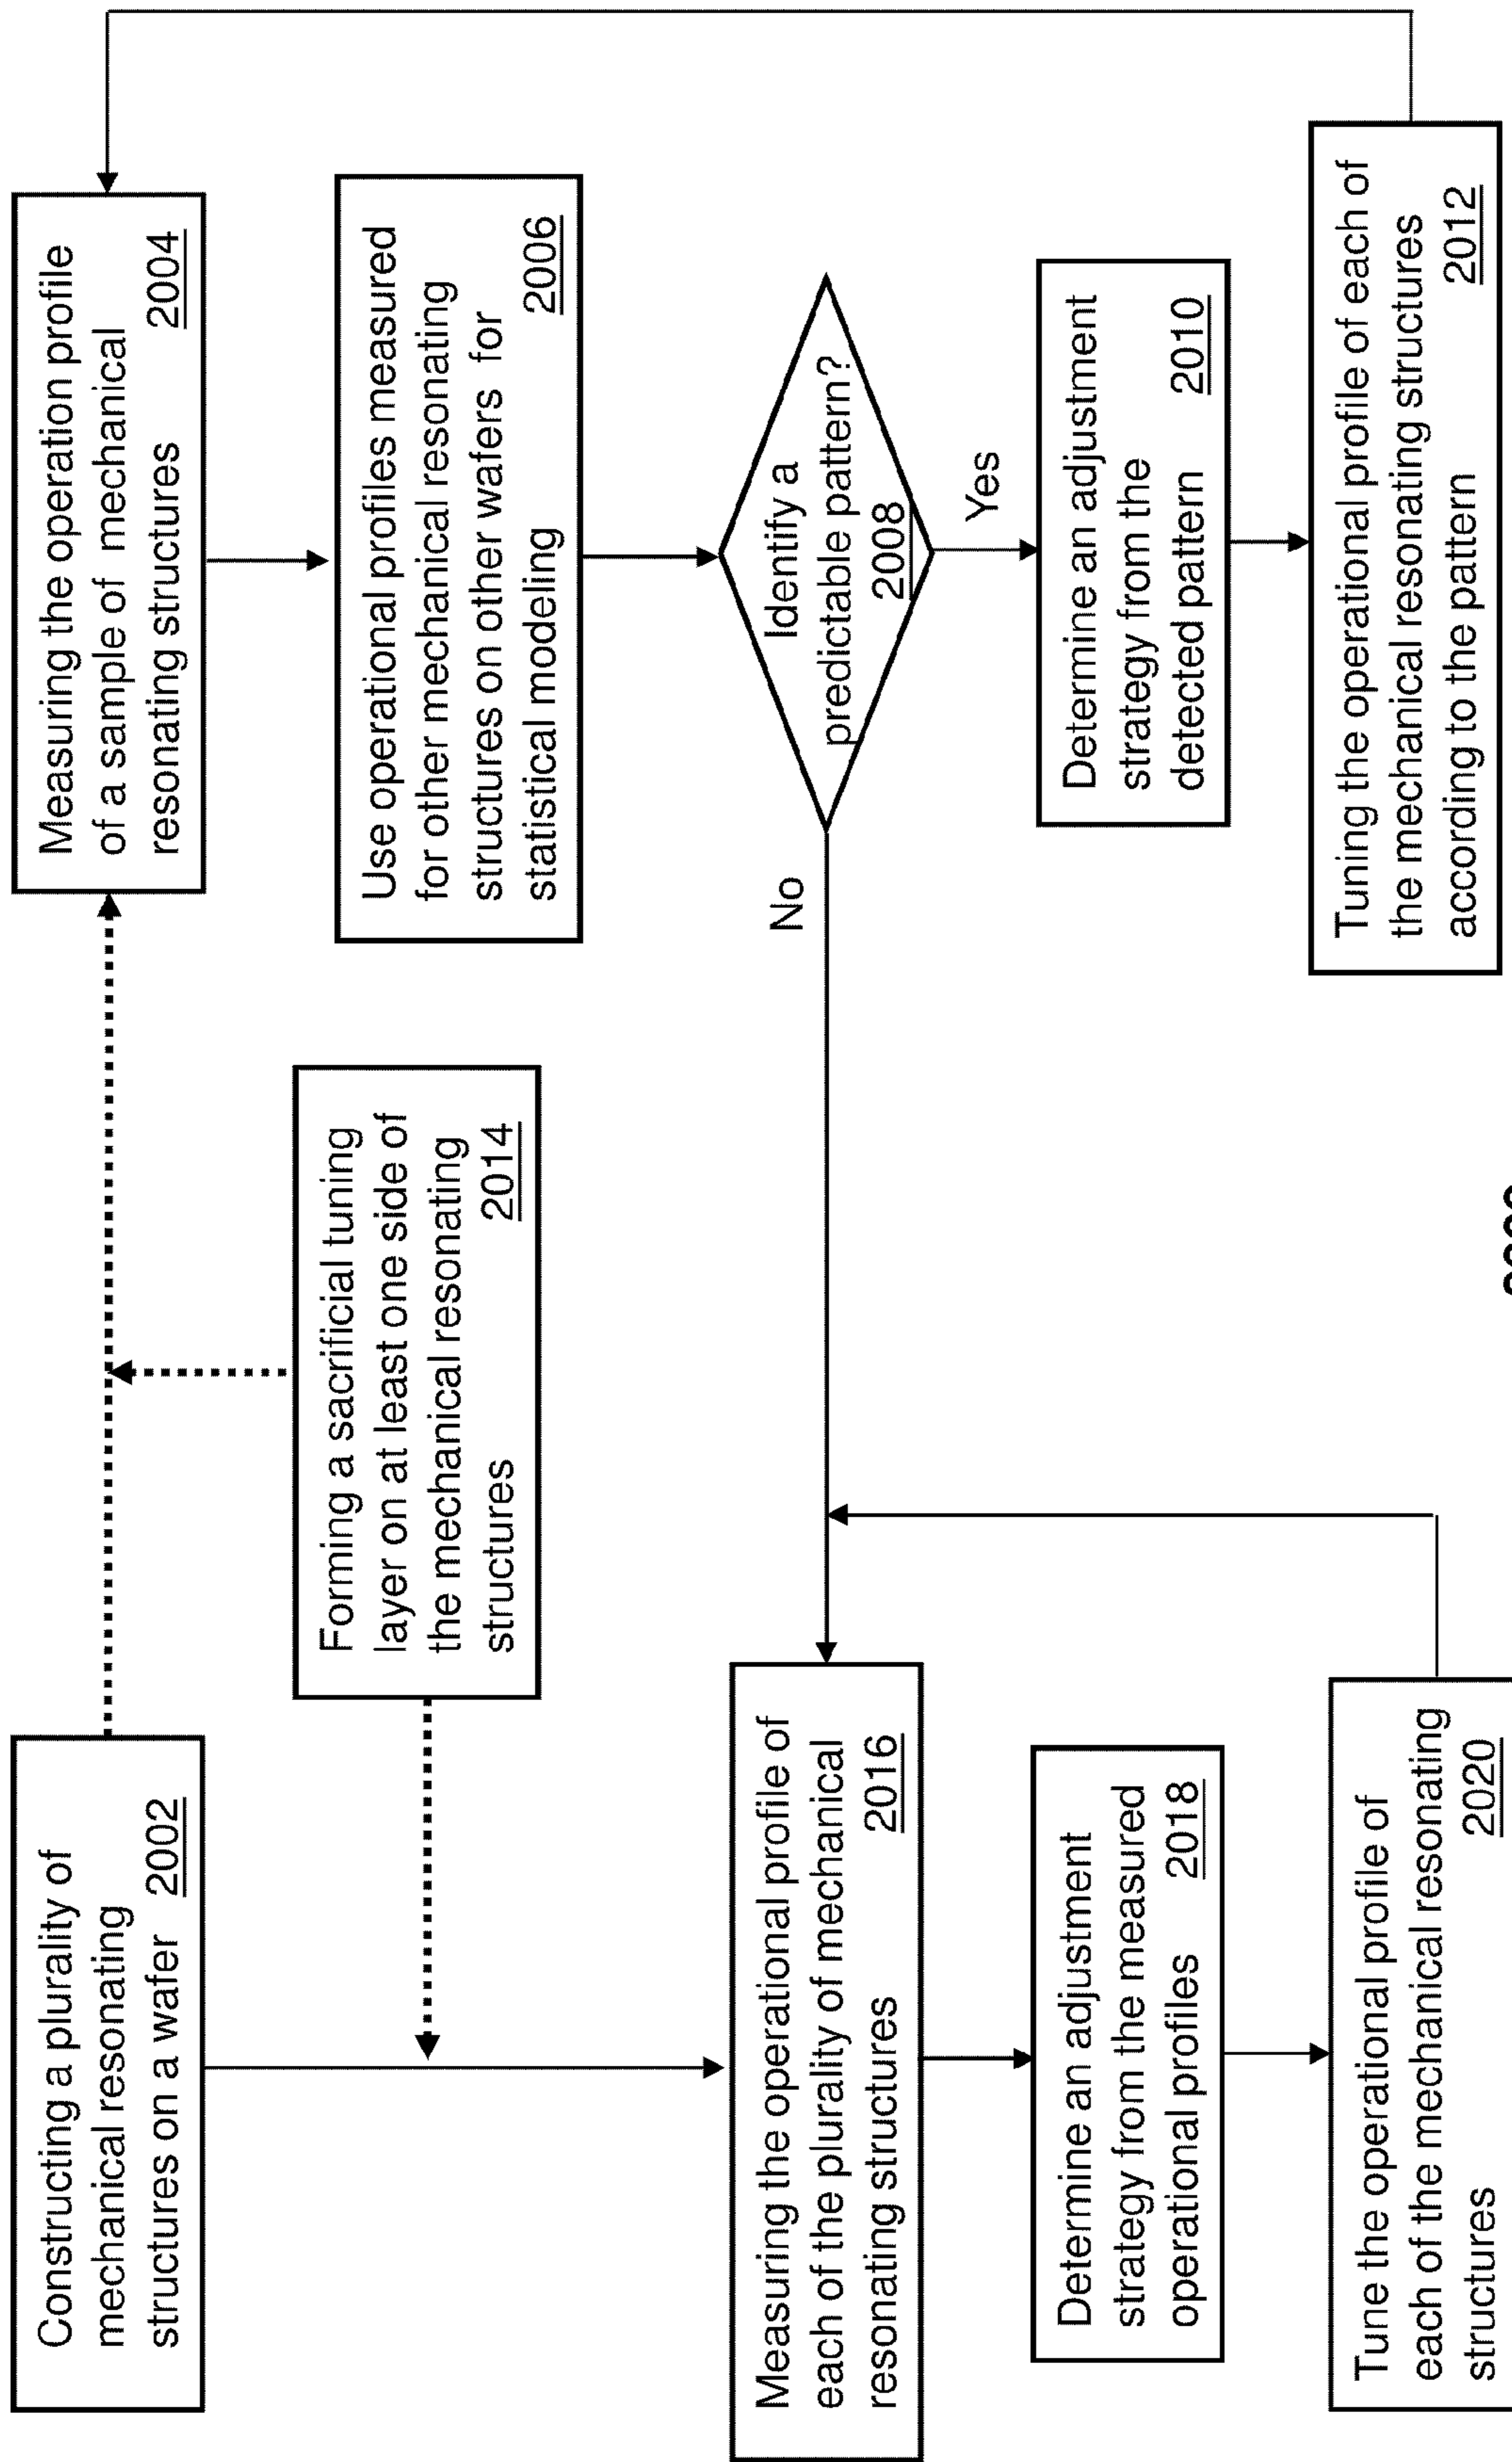 Constructing a plurality of
mechanical resonating
structures on a wafer 2002
Measuring the operation profile
of a sample of mechanical
resonating structures 2004
Forming a sacrificial tuning
layer on at least one side of
the mechanical resonating
structures 2014
Use operational profiles measured
for other mechanical resonating
structures on other wafers for
statistical modeling 2006
Identify a
predictable pattern?
2008
No
Yes
Measuring the operational profile of
each of the plurality of mechanical
resonating structures 2016
Determine an adjustment
strategy from the
detected pattern 2010
Determine an adjustment
strategy from the measured
operational profiles 2018
Tuning the operational profile of each of
the mechanical resonating structures
according to the pattern 2012
Tune the operational profile of
each of the mechanical resonating
structures 2020